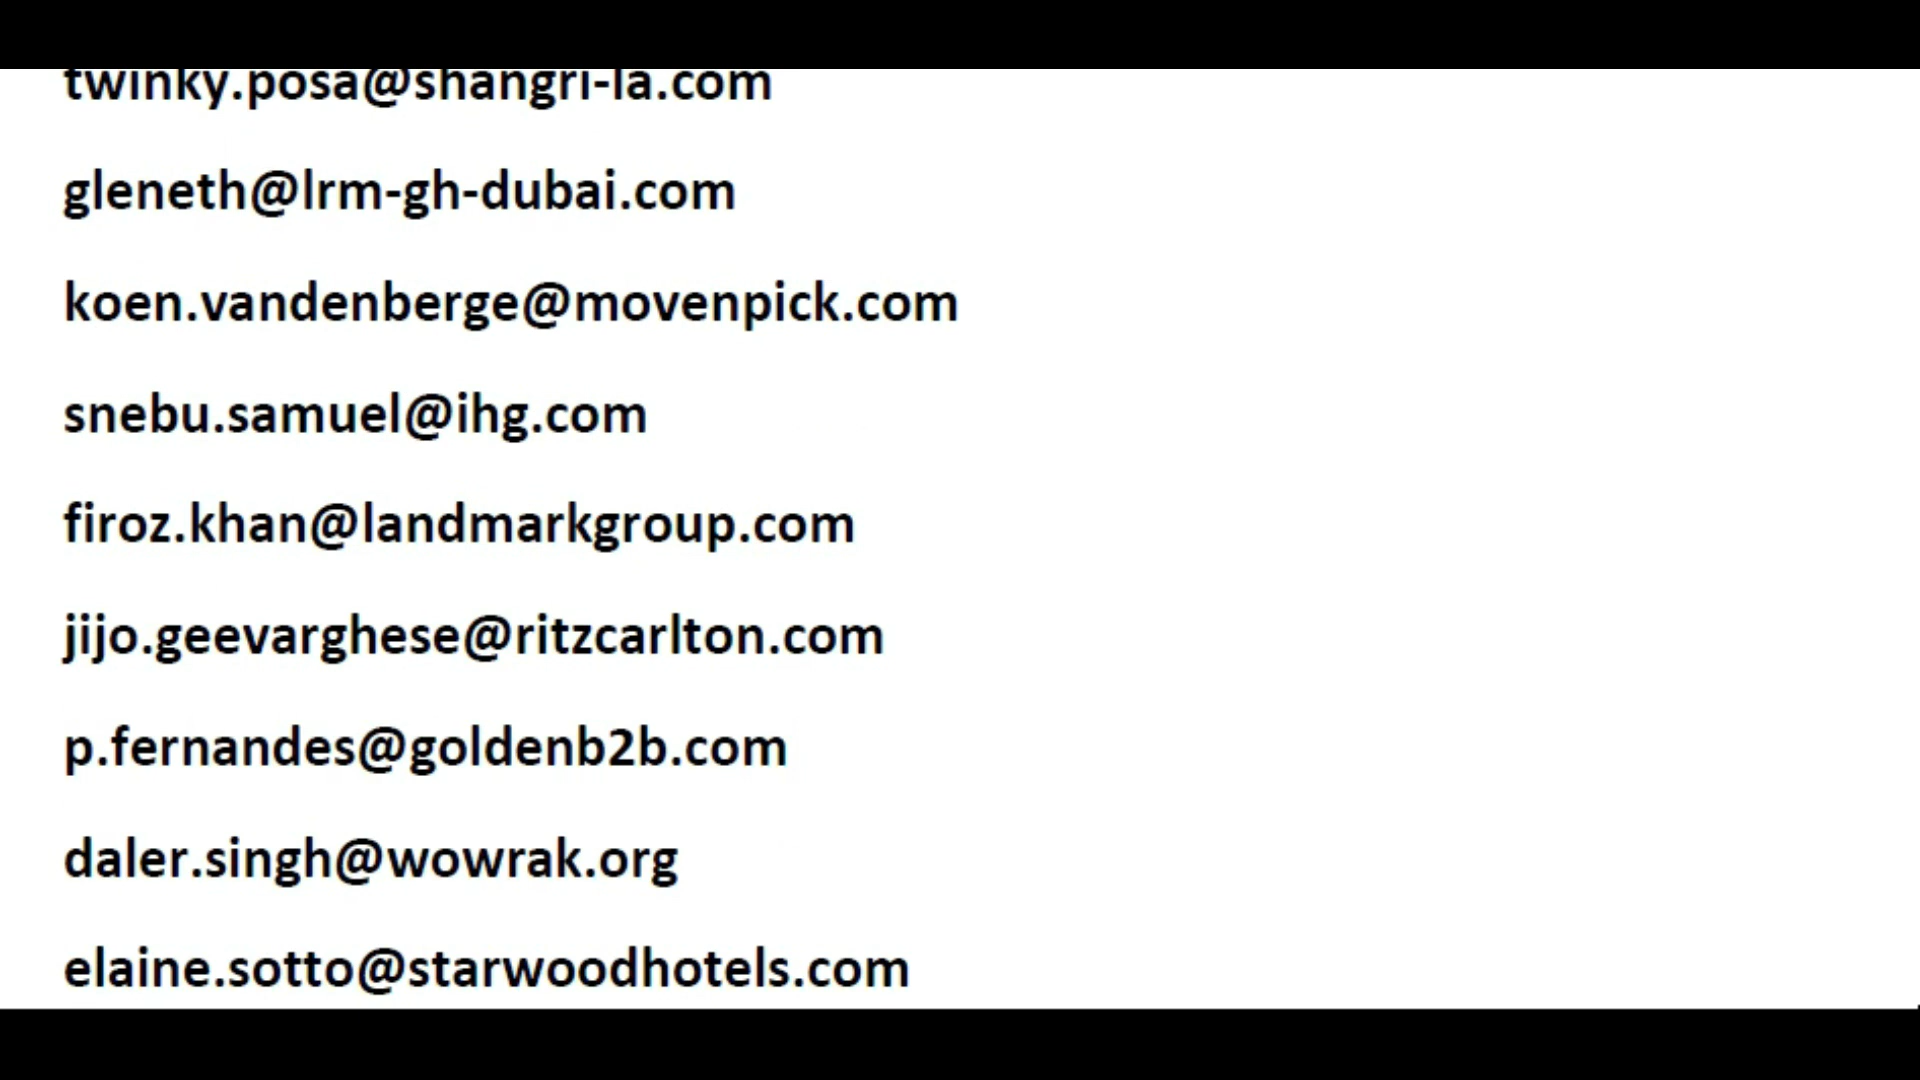 twinky.posa@shangri-la.com
gleneth@lrm-gh-dubai.com
koen.vandenberge@movenpick.com
snebu.samuel@ihg.com
firoz.khan@landmarkgroup.com
jijo.geevarghese@ritzcarlton.com
p.fernandes@goldenb2b.com
daler.singh@wowrak.org
elaine.sotto@starwoodhotels.com